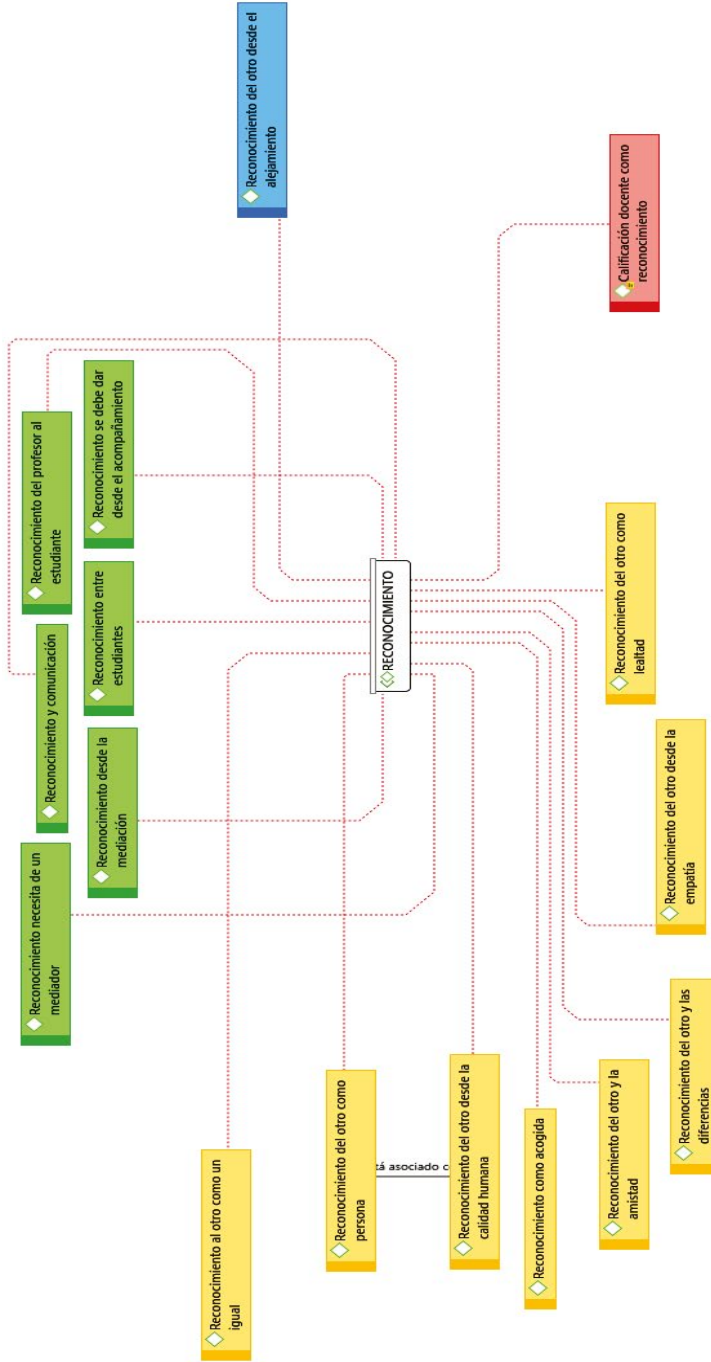 Reconocimiento necesita de un
mediador
Reconocimiento y comunicación
Reconocimiento del profesor al
estudiante
Reconocimiento desde la
mediación
Reconocimiento entre
estudiantes
Reconocimiento se debe dar
desde el acompañamiento
Reconocimiento del otro desde el
alejamiento
Reconocimiento al otro como un
igual
RECONOCIMIENTO
Reconocimiento del otro como
persona
tá asociado c
Reconocimiento del otro desde la
calidad humana
Reconocimiento como acogida
Reconocimiento del otro y la
amistad
Reconocimiento del otro y las
diferencias
Reconocimiento del otro desde la
empatía
Reconocimiento del otro como
lealtad
Calificación docente como
reconocimiento